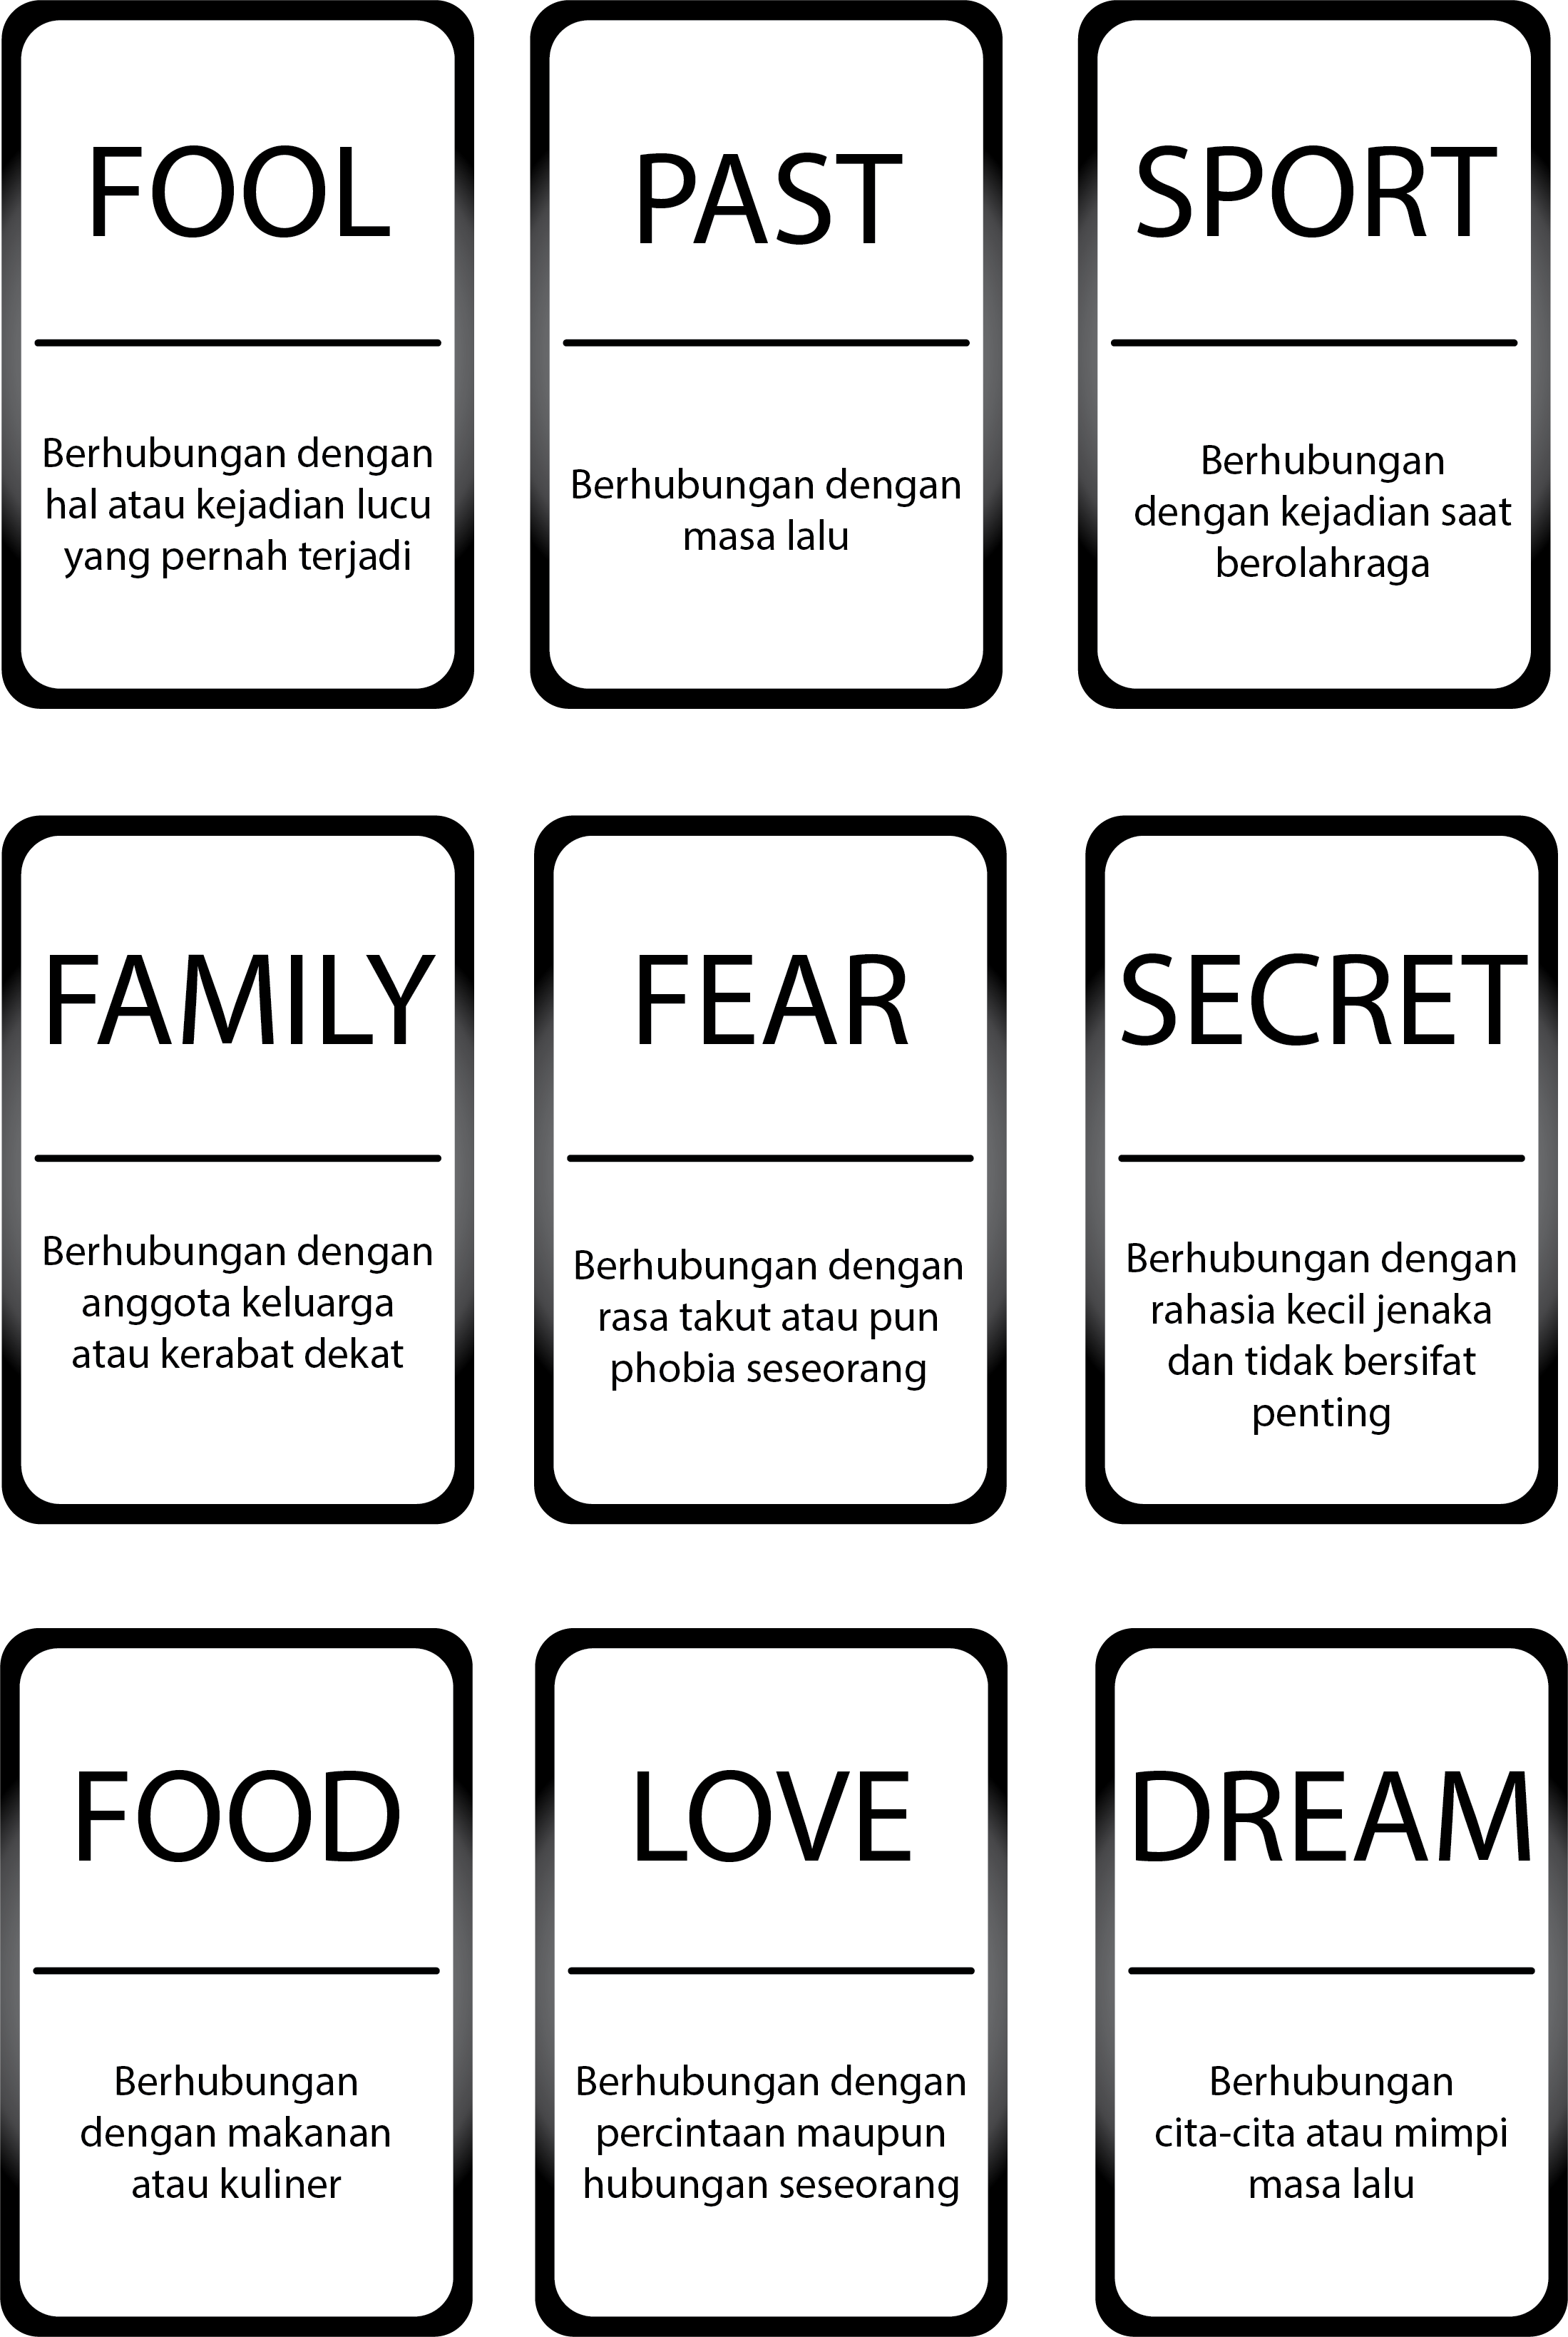 FOOL
Berhubungan dengan
hal atau kejadian lucu
yang pernah terjadi
PAST
Berhubungan dengan
masa lalu
SPORT
Berhubungan
dengan kejadian saat
berolahraga
FAMILY
Berhubungan dengan
anggota keluarga
atau kerabat dekat
FEAR
Berhubungan dengan
rasa takut atau pun
phobia seseorang
SECRET
Berhubungan dengan
rahasia kecil jenaka
dan tidak bersifat
penting
FOOD
Berhubungan
dengan makanan
atau kuliner
LOVE
Berhubungan dengan
percintaan maupun
hubungan seseorang
DREAM
Berhubungan
cita-cita atau mimpi
masa lalu